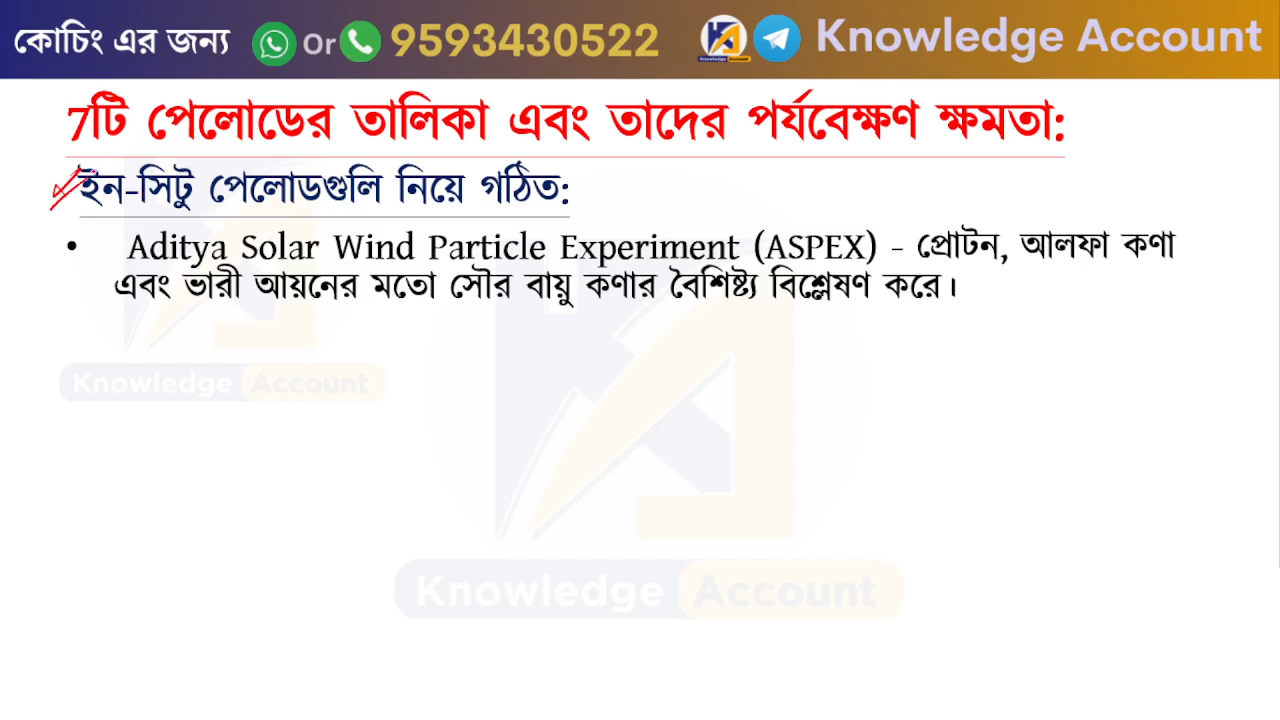 কোচিং এর জন্য Or 9593430522 Knowledge Account
7টি পেলোডের তালিকা এবং তাদের পর্যবেক্ষণ ক্ষমতা:
ইন-সিটু পেলোডগুলি নিয়ে গঠিত:
• Aditya Solar Wind Particle Experiment (ASPEX) - প্রোটন, আলফা কণা
এবং ভারী আয়নের মতো সৌর বায়ু কণার বৈশিষ্ট্য বিশ্লেষণ করে।
Knowledge Account
Knowledge Account